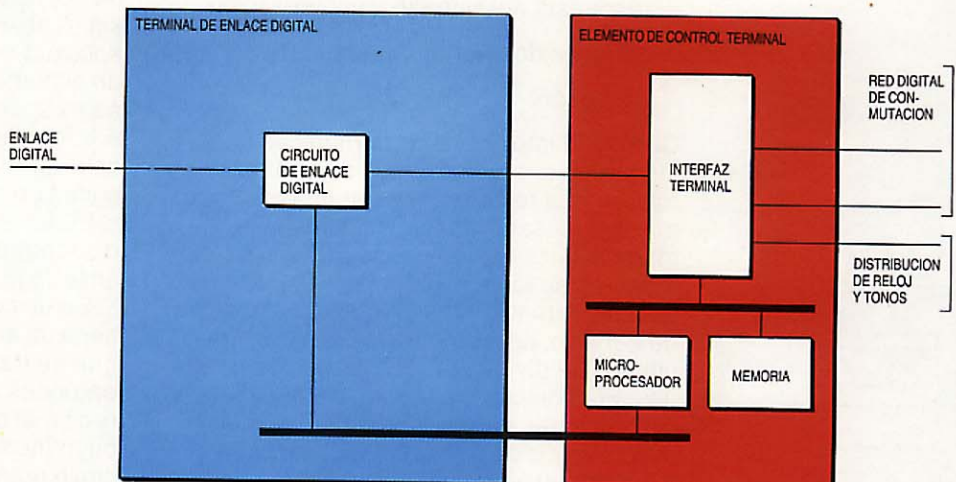 TERMINAL DE ENLACE DIGITAL
ELEMENTO DE CONTROL TERMINAL
RED DIGITAL
DE CON-
MUTACION
ENLACE
DIGITAL
CIRCUITO
DE ENLACE
DIGITAL
INTERFAZ
TERMINAL
DISTRIBUCION
DE RELOJ
Y TONOS
MICRO-
PROCESADOR
MEMORIA